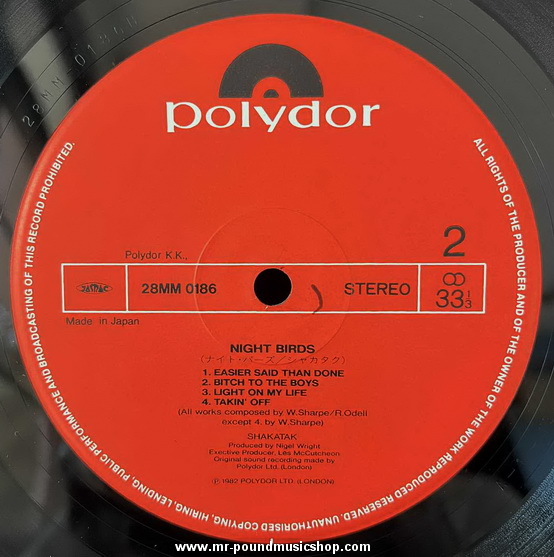 28MM 0186
polydor
ALL RIGHTS OF THE PRODUCER AND OF THE OWNER OF THE WORK REPRODUCED RESERVED. UNAUTHORISED COPYING, HIRING, LENDING, PUBLIC PERFORMANCE AND BROADCASTING OF THIS RECORD PROHIBITED.
2
Polydor K.K.,
JASRAC 28MM 0186 STEREO 33 1/3
Made in Japan
NIGHT BIRDS
(ナイト・バーズ/シャカタク)
1. EASIER SAID THAN DONE
2. BITCH TO THE BOYS
3. LIGHT ON MY LIFE
4. TAKIN' OFF
(All works composed by W.Sharpe/R.Odell
except 4. by W.Sharpe)
SHAKATAK
Produced by Nigel Wright
Exective Producer, Les McCutcheon
Original sound recording made by
Polydor Ltd. (London)
Ⓟ 1982 POLYDOR LTD. (LONDON)
www.mr-poundmusicshop.com